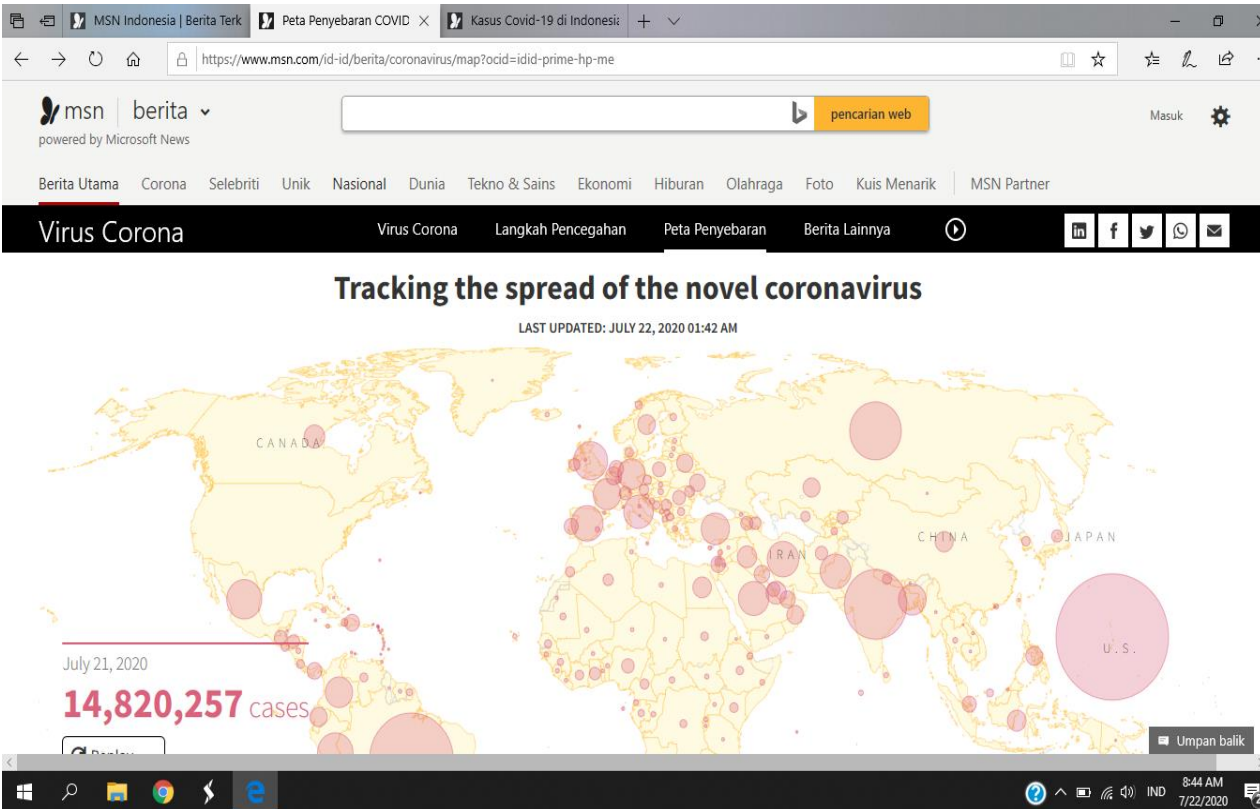 MSN Indonesia | Berita Terk
Peta Penyebaran COVID
Kasus Covid-19 di Indonesia
https://www.msn.com/id-id/berita/coronavirus/map?ocid=idid-prime-hp-me
msn berita
powered by Microsoft News
pencarian web
Masuk
Berita Utama Corona Selebriti Unik Nasional Dunia Tekno & Sains Ekonomi Hiburan Olahraga Foto Kuis Menarik MSN Partner
Virus Corona
Virus Corona Langkah Pencegahan Peta Penyebaran Berita Lainnya
Tracking the spread of the novel coronavirus
LAST UPDATED: JULY 22, 2020 01:42 AM
CANADA
CHINA
JAPAN
IRAN
U.S.
July 21, 2020
14,820,257 cases
Replay
Umpan balik
IND
8:44 AM
7/22/2020